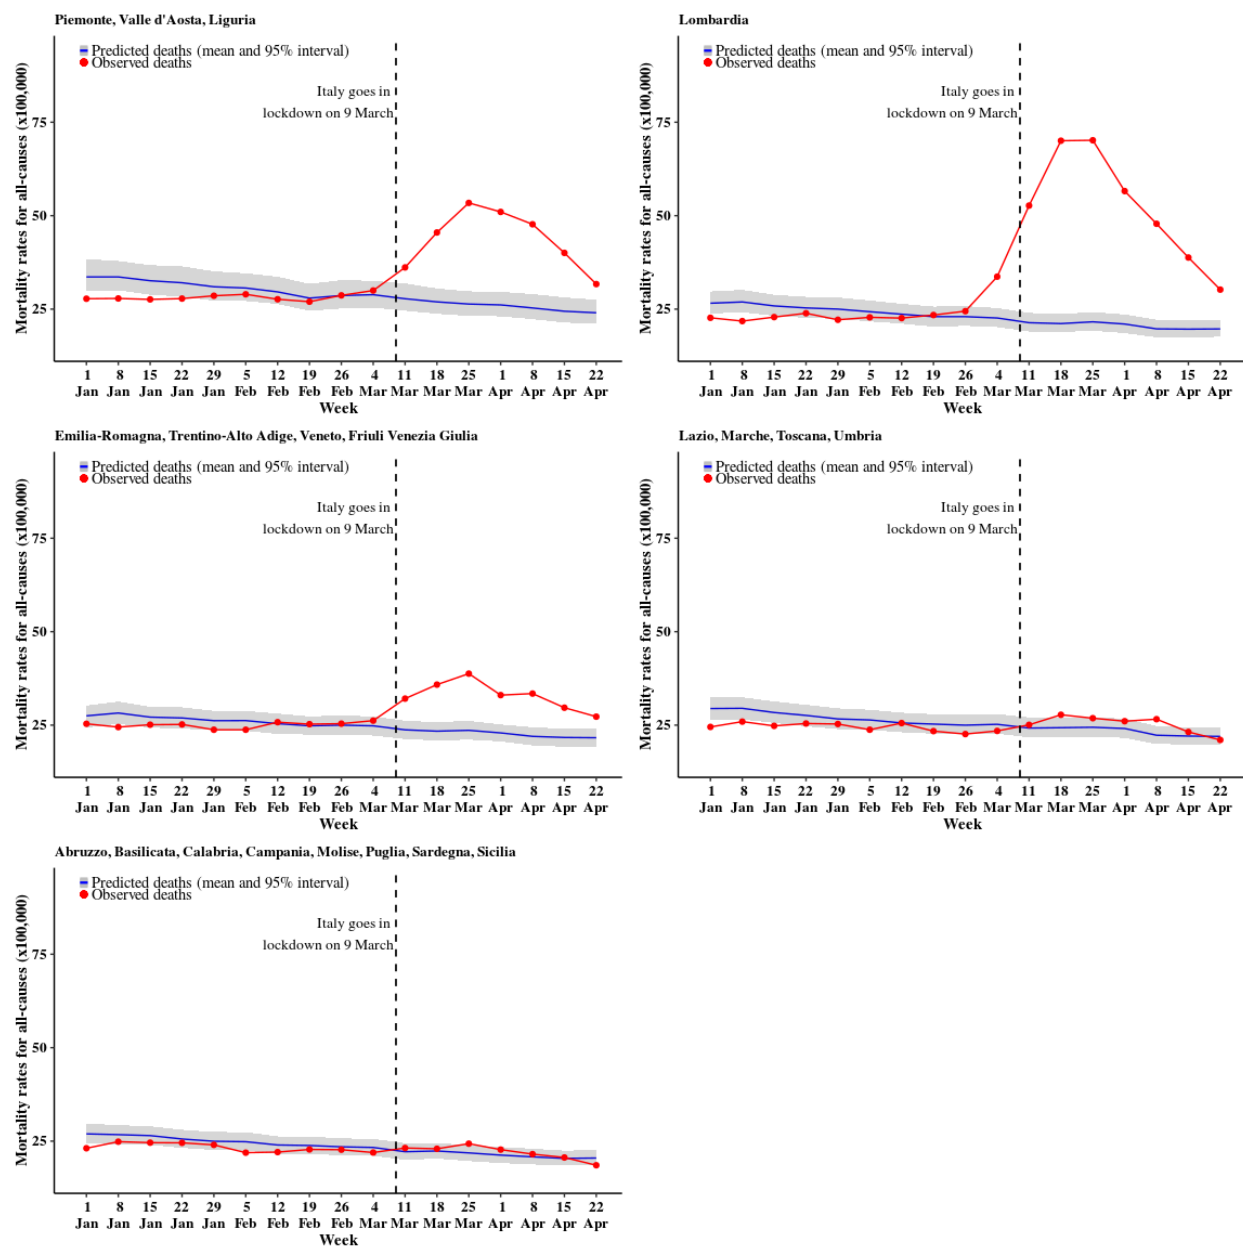 Piemonte, Valle d'Aosta, Liguria
Predicted deaths (mean and 95% interval)
Observed deaths
Italy goes in
lockdown on 9 March
Mortality rates for all-causes (x100,000)
75
50
25
1 8 15 22 29 5 12 19 26 4 11 18 25 1 8 15 22
Jan Jan Jan Jan Jan Feb Feb Feb Feb Mar Mar Mar Mar Apr Apr Apr Apr
Week
Lombardia
Predicted deaths (mean and 95% interval)
Observed deaths
Italy goes in
lockdown on 9 March
Mortality rates for all-causes (x100,000)
75
50
25
1 8 15 22 29 5 12 19 26 4 11 18 25 1 8 15 22
Jan Jan Jan Jan Jan Feb Feb Feb Feb Mar Mar Mar Mar Apr Apr Apr Apr
Week
Emilia-Romagna, Trentino-Alto Adige, Veneto, Friuli Venezia Giulia
Predicted deaths (mean and 95% interval)
Observed deaths
Italy goes in
lockdown on 9 March
Mortality rates for all-causes (x100,000)
75
50
25
1 8 15 22 29 5 12 19 26 4 11 18 25 1 8 15 22
Jan Jan Jan Jan Jan Feb Feb Feb Feb Mar Mar Mar Mar Apr Apr Apr Apr
Week
Lazio, Marche, Toscana, Umbria
Predicted deaths (mean and 95% interval)
Observed deaths
Italy goes in
lockdown on 9 March
Mortality rates for all-causes (x100,000)
75
50
25
1 8 15 22 29 5 12 19 26 4 11 18 25 1 8 15 22
Jan Jan Jan Jan Jan Feb Feb Feb Feb Mar Mar Mar Mar Apr Apr Apr Apr
Week
Abruzzo, Basilicata, Calabria, Campania, Molise, Puglia, Sardegna, Sicilia
Predicted deaths (mean and 95% interval)
Observed deaths
Italy goes in
lockdown on 9 March
Mortality rates for all-causes (x100,000)
75
50
25
1 8 15 22 29 5 12 19 26 4 11 18 25 1 8 15 22
Jan Jan Jan Jan Jan Feb Feb Feb Feb Mar Mar Mar Mar Apr Apr Apr Apr
Week